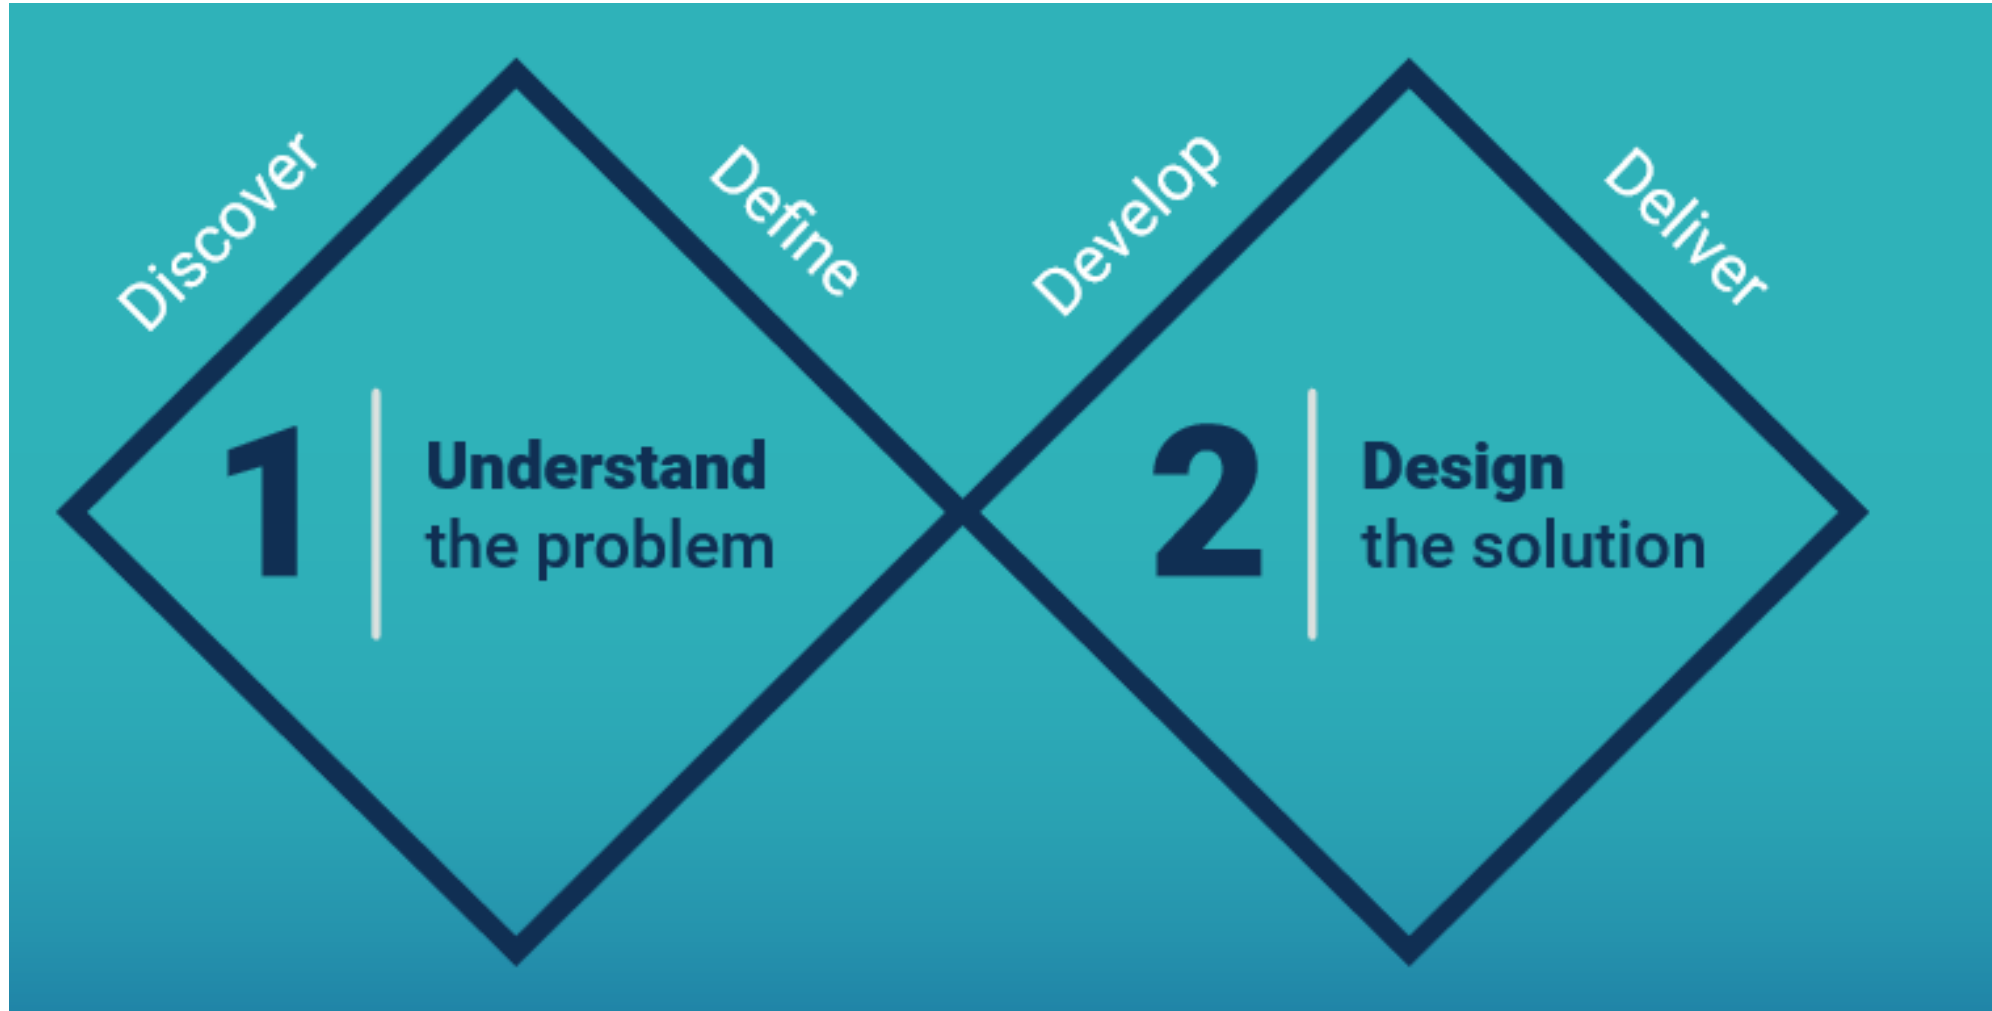 Discover
Define
Develop
Deliver
1
Understand
the problem
2
Design
the solution